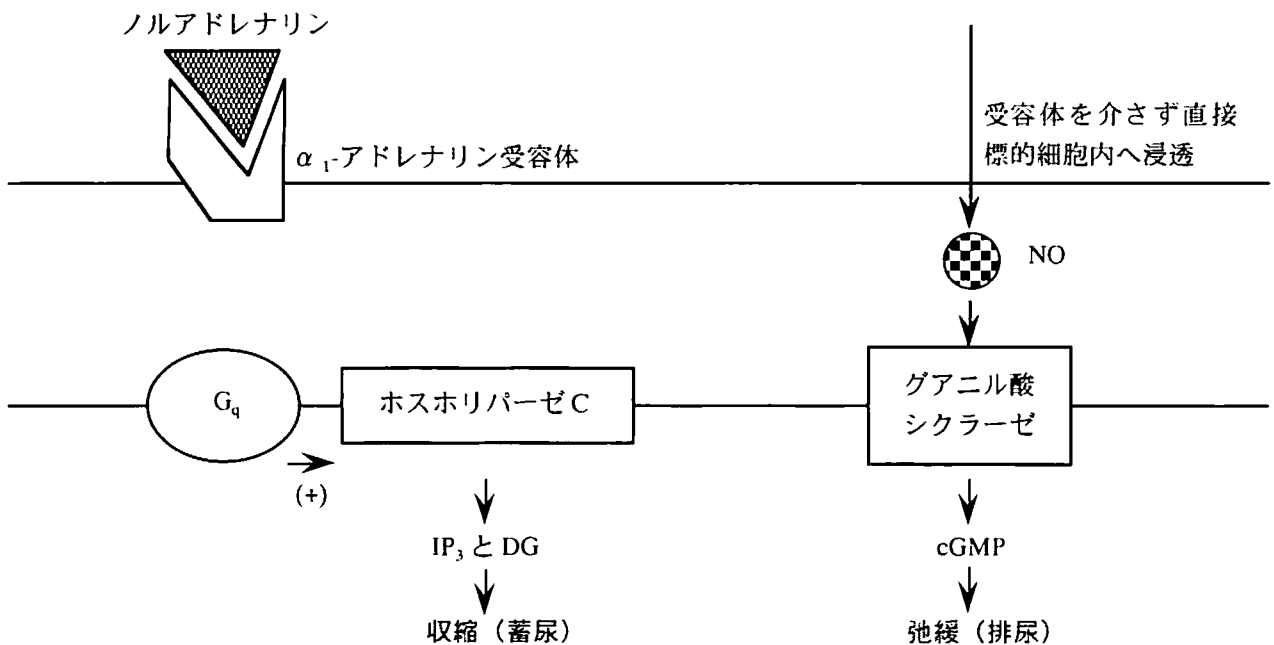 ノルアドレナリン
α₁-アドレナリン受容体
受容体を介さず直接
標的細胞内へ浸透
NO
Gq
ホスホリパーゼC
(+)
グアニル酸
シクラーゼ
IP₃とDG
cGMP
収縮（蓄尿）
弛緩（排尿）